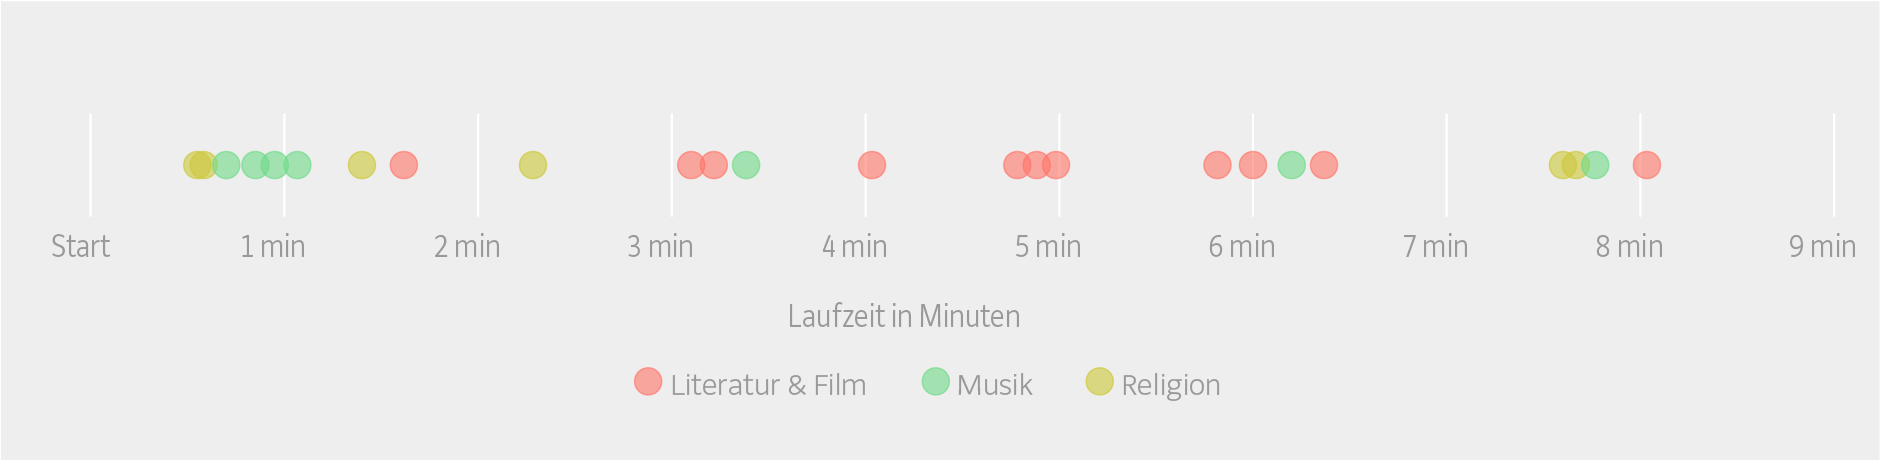 Start 1 min 2 min 3 min 4 min 5 min 6 min 7 min 8 min 9 min
Laufzeit in Minuten
Literatur & Film Musik Religion